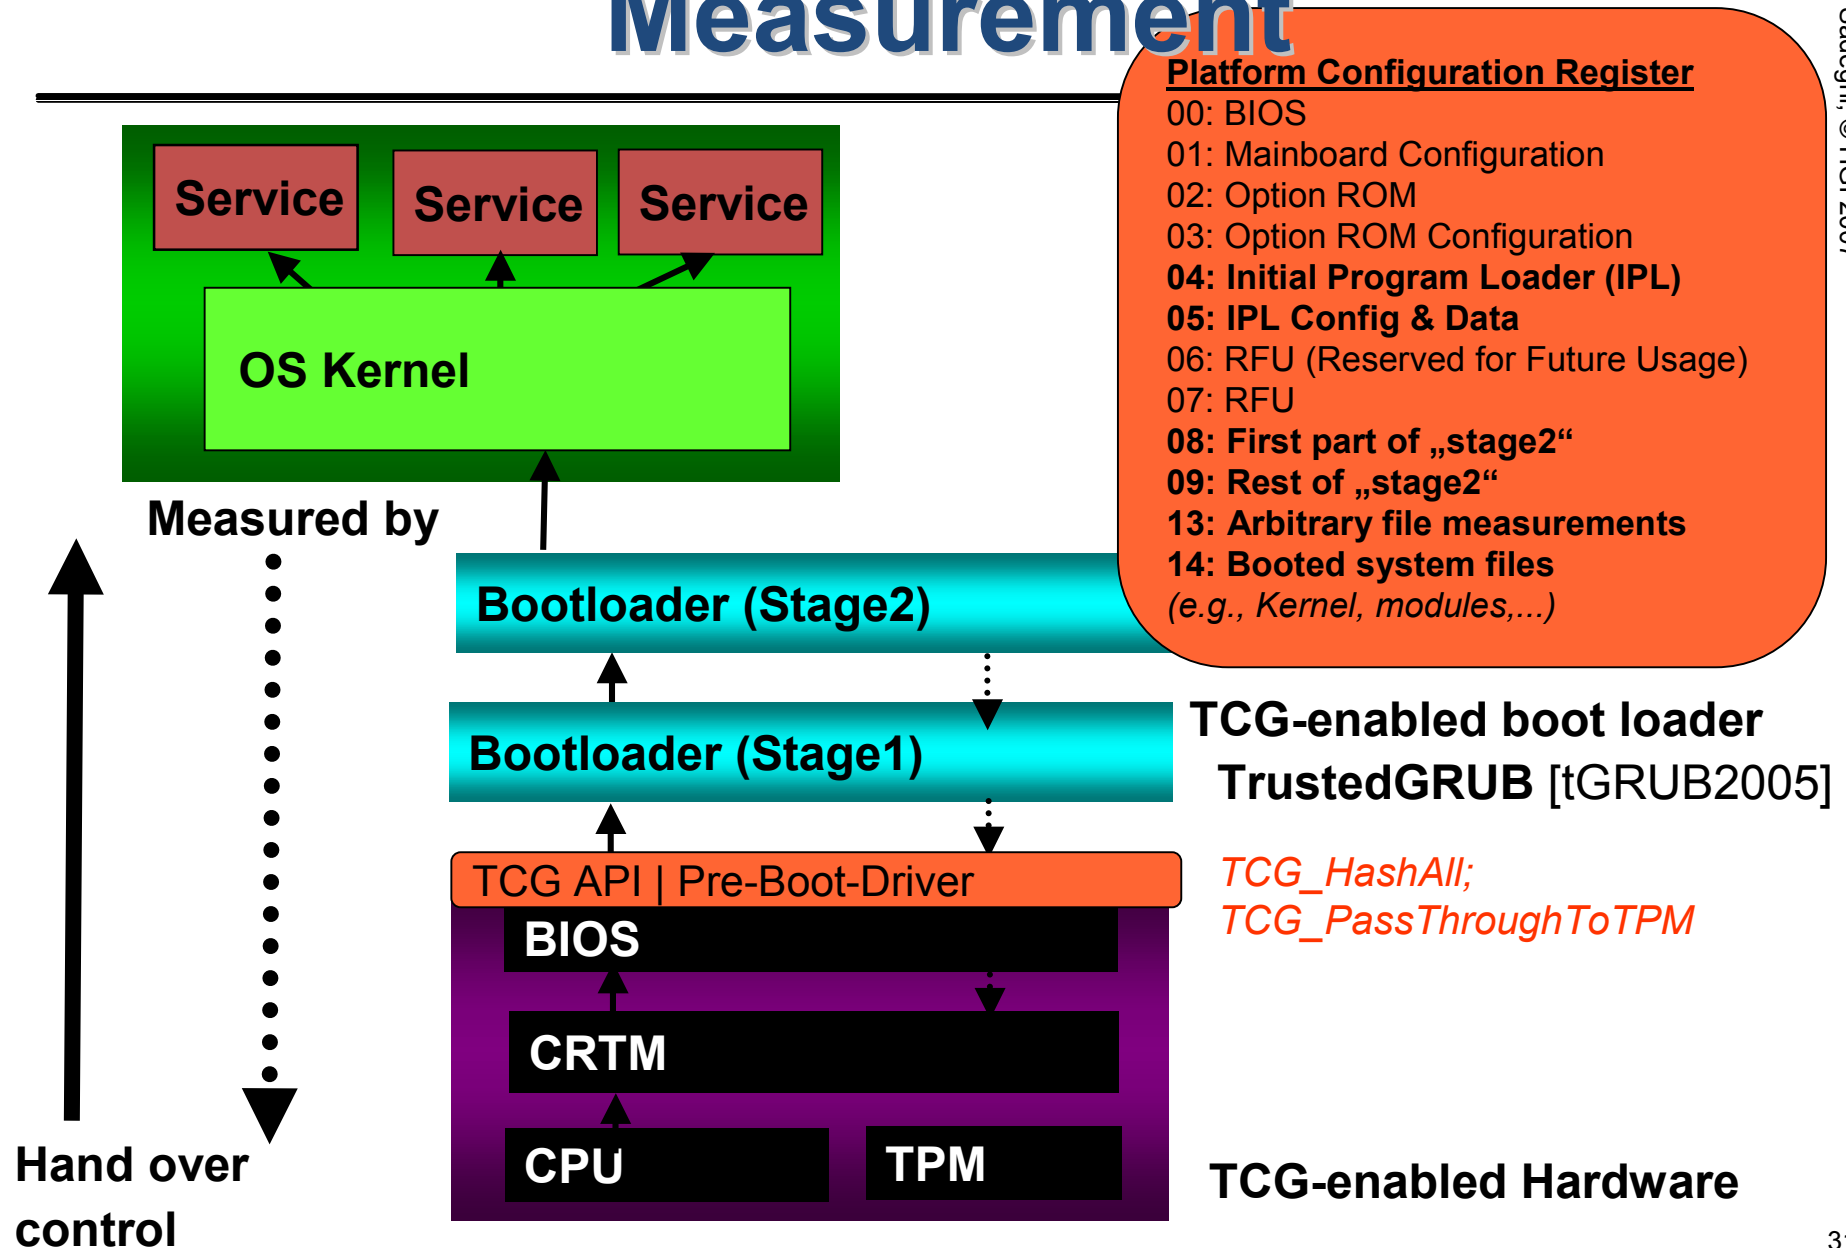 Measurement
Platform Configuration Register
00: BIOS
01: Mainboard Configuration
02: Option ROM
03: Option ROM Configuration
04: Initial Program Loader (IPL)
05: IPL Config & Data
06: RFU (Reserved for Future Usage)
07: RFU
08: First part of „stage2“
09: Rest of „stage2“
13: Arbitrary file measurements
14: Booted system files
(e.g., Kernel, modules,...)
Service
Service
Service
OS Kernel
Measured by
Bootloader (Stage2)
Bootloader (Stage1)
TCG-enabled boot loader
TrustedGRUB [tGRUB2005]
TCG API | Pre-Boot-Driver
TCG_HashAll;
TCG_PassThroughToTPM
BIOS
CRTM
CPU
TPM
TCG-enabled Hardware
Hand over
control